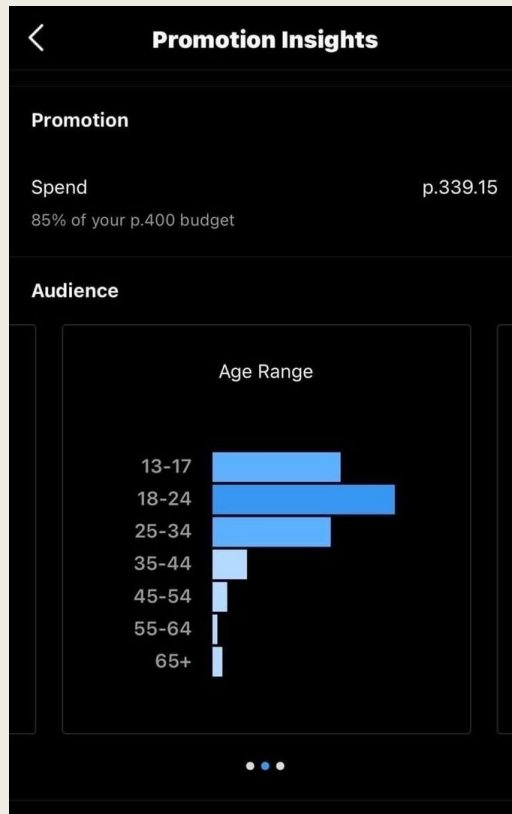 Promotion Insights
Promotion
Spend p.339.15
85% of your p.400 budget
Audience
Age Range
13-17
18-24
25-34
35-44
45-54
55-64
65+